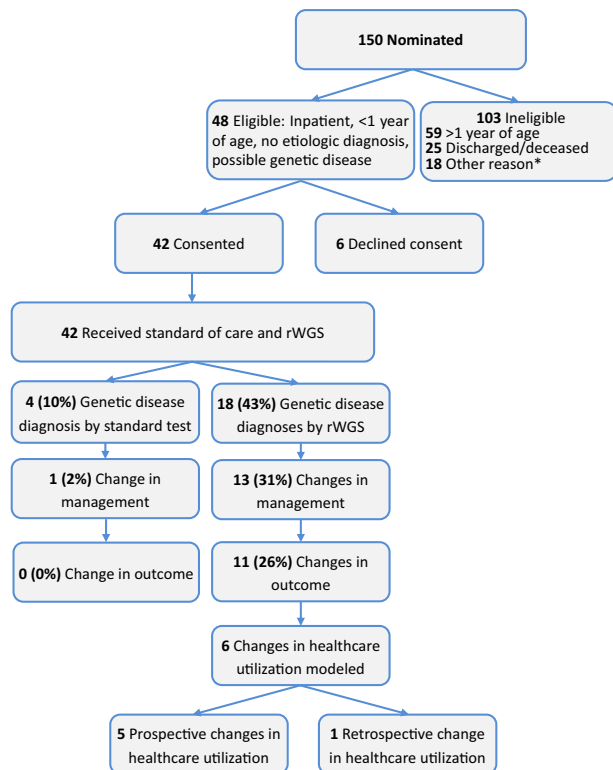 150 Nominated
48 Eligible: Inpatient, <1 year
of age, no etiologic diagnosis,
possible genetic disease
103 Ineligible
59 >1 year of age
25 Discharged/deceased
18 Other reason*
42 Consented
6 Declined consent
42 Received standard of care and rWGS
4 (10%) Genetic disease
diagnosis by standard test
18 (43%) Genetic disease
diagnoses by rWGS
1 (2%) Change in
management
13 (31%) Changes in
management
0 (0%) Change in outcome
11 (26%) Changes in
outcome
6 Changes in healthcare
utilization modeled
5 Prospective changes in
healthcare utilization
1 Retrospective change
in healthcare utilization